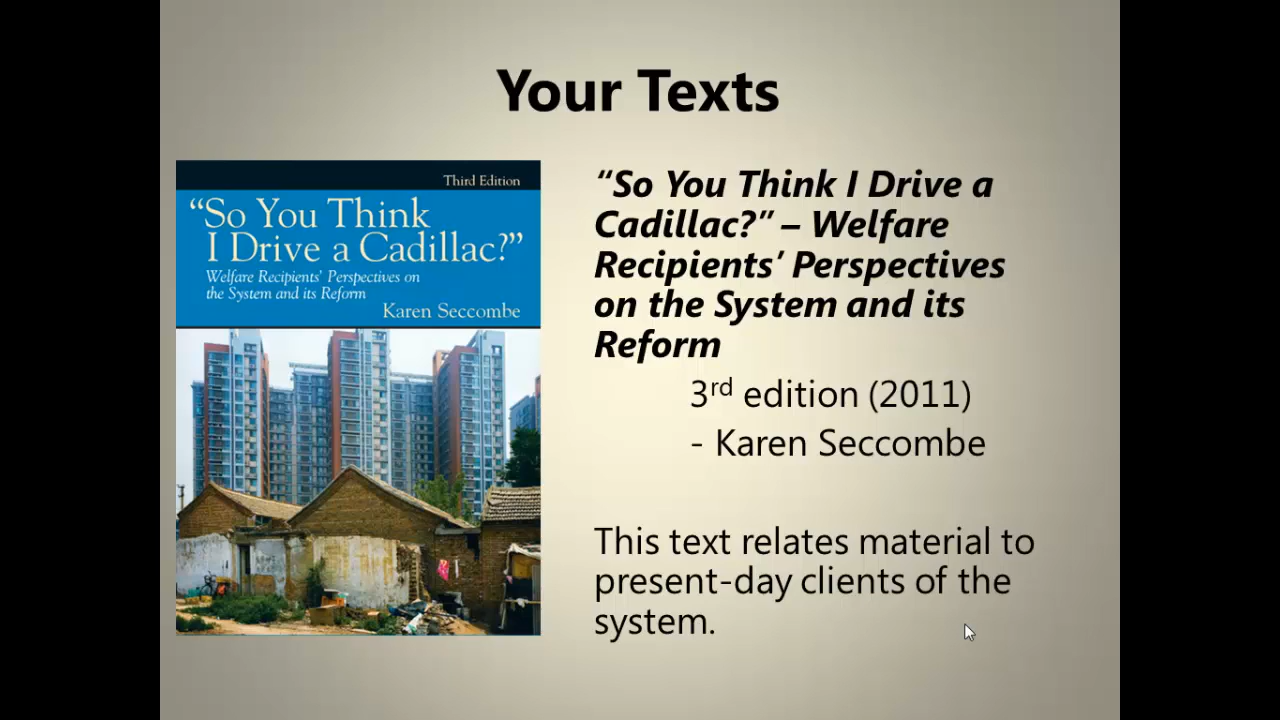 Your Texts
Third Edition
“So You Think
I Drive a Cadillac?”
Welfare Recipients’ Perspectives on
the System and its Reform
Karen Seccombe
“So You Think I Drive a
Cadillac?” – Welfare
Recipients’ Perspectives
on the System and its
Reform
3rd edition (2011)
- Karen Seccombe
This text relates material to
present-day clients of the
system.